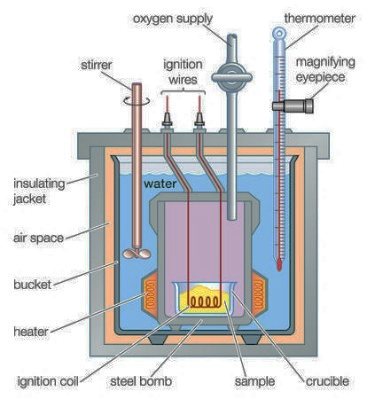 oxygen supply
thermometer
stirrer
ignition
wires
magnifying
eyepiece
insulating
jacket
water
air space
bucket
heater
ignition coil
steel bomb
sample
crucible